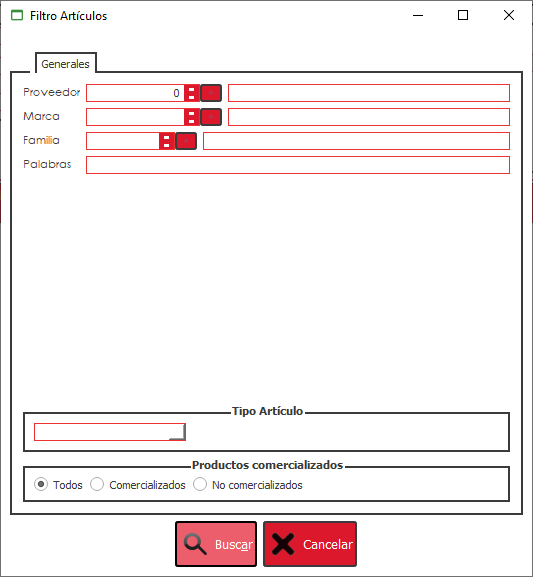 Filtro Artículos
Generales
Proveedor 0
Marca
Familia
Palabras
Tipo Artículo
Productos comercializados
Todos Comercializados No comercializados
Buscar Cancelar